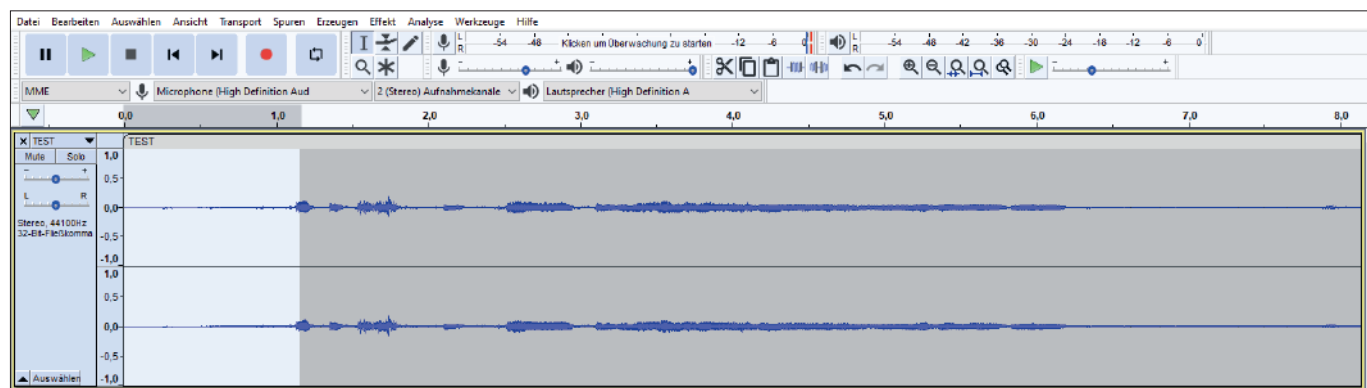 Datei Bearbeiten Auswählen Ansicht Transport Spuren Erzeugen Effekt Analyse Werkzeuge Hilfe
L R -54 -48 Klicken um Überwachung zu starten -12 -6 0 L R -54 -48 -42 -36 -30 -24 -18 -12 -6 0
- + - + - +
MME Microphone (High Definition Aud 2 (Stereo) Aufnahmekanäle Lautsprecher (High Definition A
0,0 1,0 2,0 3,0 4,0 5,0 6,0 7,0 8,0
X TEST TEST
Mute Solo 1,0
- + 0,5
L R 0,0
Stereo, 44100Hz
32-Bit-Fließkomma -0,5
-1,0
1,0
0,5
0,0
-0,5
Auswählen -1,0